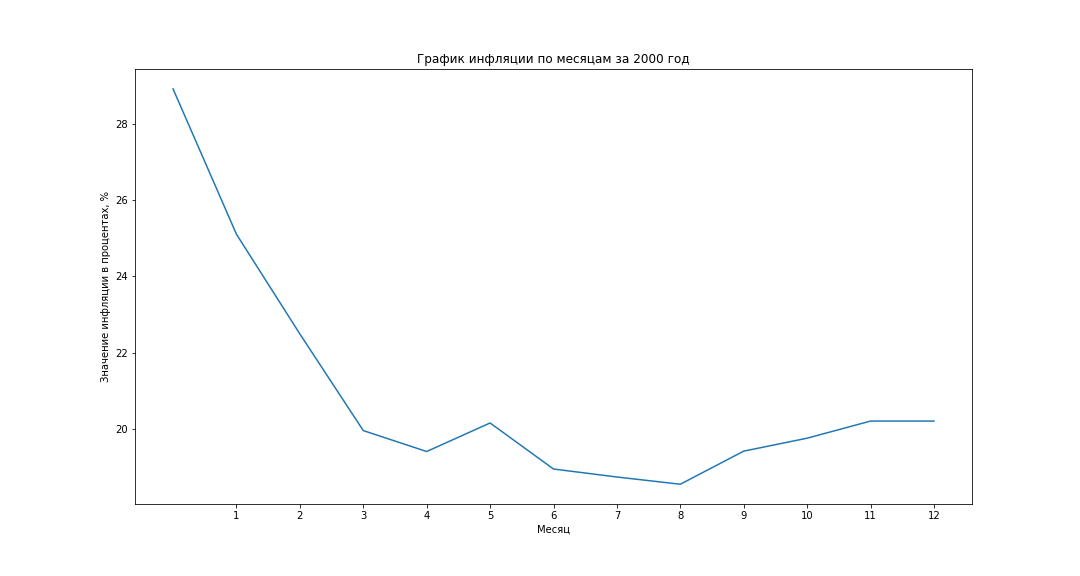 График инфляции по месяцам за 2000 год
Значение инфляции в процентах, %
28
26
24
22
20
1 2 3 4 5 6 7 8 9 10 11 12
Месяц